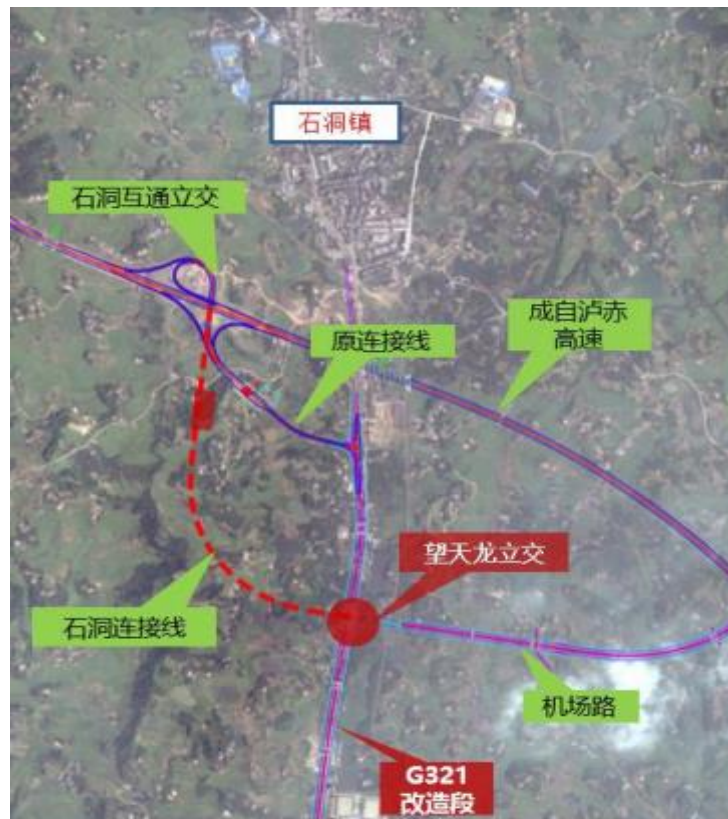 石洞镇
石洞互通立交
原连接线
成自泸赤
高速
望天龙立交
石洞连接线
机场路
G321
改造段